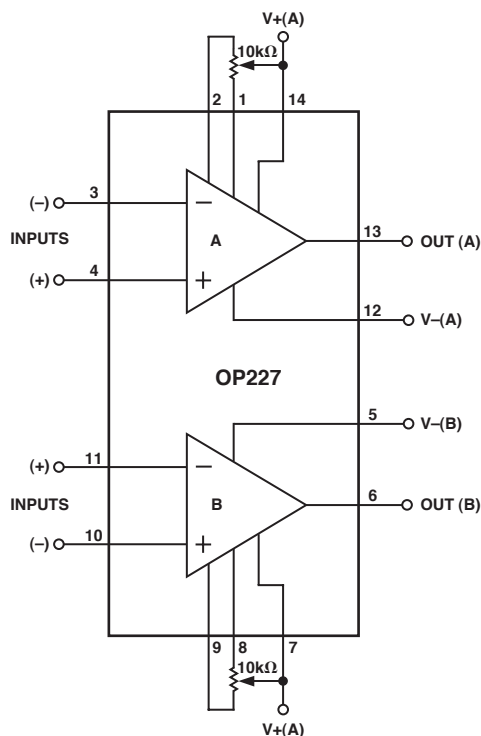 V+(A)
10kΩ
2 1 14
3
(–)
−
INPUTS
A
13
OUT (A)
4
(+)
+
12
V–(A)
OP227
5
V–(B)
11
(+)
−
INPUTS
B
6
OUT (B)
10
(–)
+
9 8 7
10kΩ
V+(A)